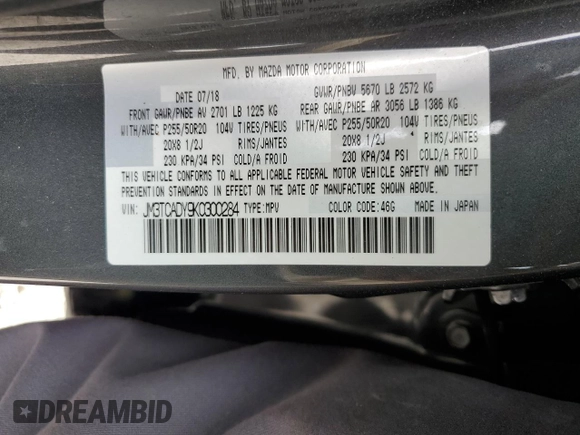 MFD. BY MAZDA MOTOR CORPORATION
DATE 07/18 GVWR/PNBV 5670 LB 2572 KG
FRONT GAWR/PNBE AV 2701 LB 1225 KG REAR GAWR/PNBE AR 3056 LB 1386 KG
WITH/AVEC P255/50R20 104V TIRES/PNEUS WITH/AVEC P255/50R20 104V TIRES/PNEUS
20X8 1/2J RIMS/JANTES 20X8 1/2J RIMS/JANTES
230 KPA/34 PSI COLD/A FROID 230 KPA/34 PSI COLD/A FROID
THIS VEHICLE CONFORMS TO ALL APPLICABLE FEDERAL MOTOR VEHICLE SAFETY AND THEFT
PREVENTION STANDARDS IN EFFECT ON THE DATE OF MANUFACTURE SHOWN ABOVE.
VIN: JM3TCADY9K0300284 TYPE:MPV COLOR CODE:46G MADE IN JAPAN
DREAMBID